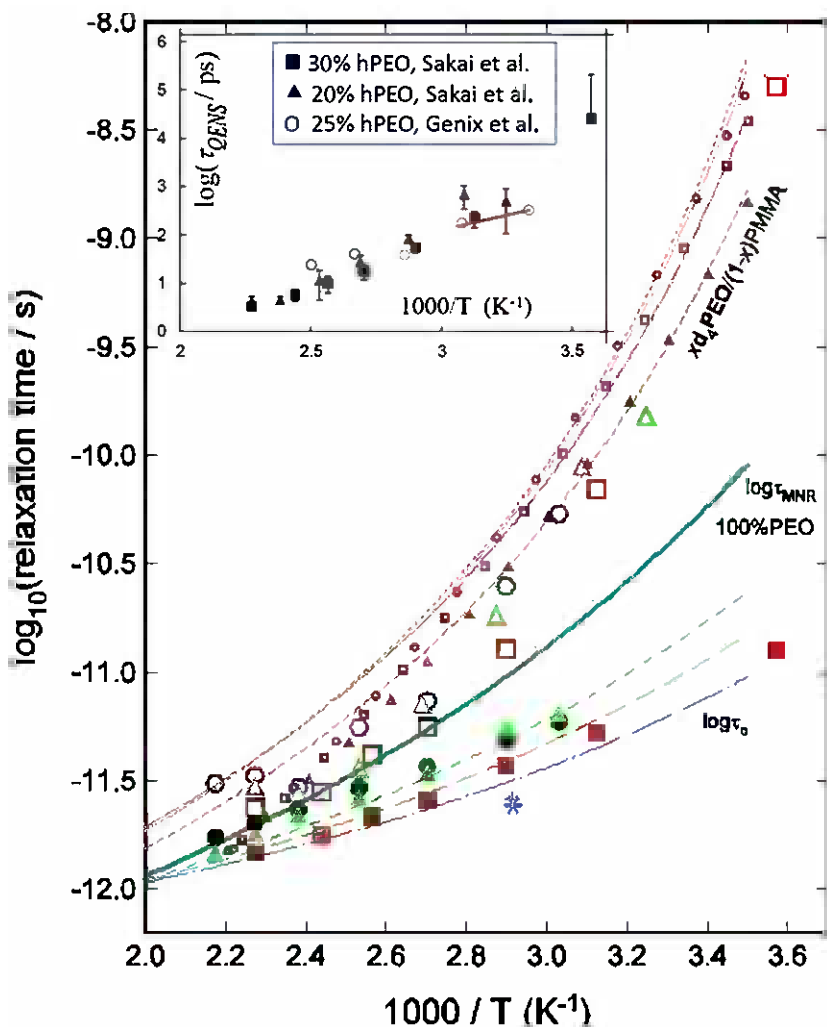 -8.0
-8.5
-9.0
-9.5
-10.0
-10.5
-11.0
-11.5
-12.0
log₁₀(relaxation time / s)
2.0 2.2 2.4 2.6 2.8 3.0 3.2 3.4 3.6
1000 / T (K⁻¹)
6
5
4
3
2
1
0
log(τ_QENS / ps)
30% hPEO, Sakai et al.
20% hPEO, Sakai et al.
25% hPEO, Genix et al.
1000/T (K⁻¹)
2 2.5 3 3.5
xd₄PEO/(1-x)PMMA
logτ_MNR
100%PEO